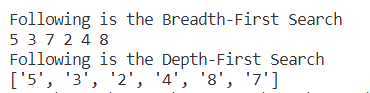 Following is the Breadth-First Search
5 3 7 2 4 8
Following is the Depth-First Search
['5', '3', '2', '4', '8', '7']